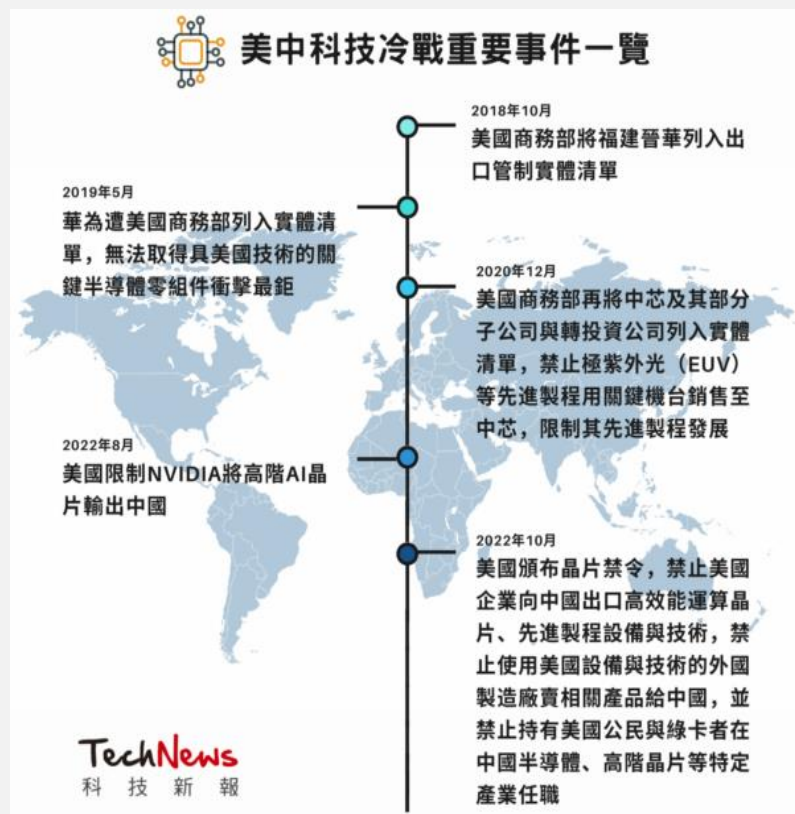 美中科技冷戰重要事件一覽
2018年10月
美國商務部將福建晉華列入出
口管制實體清單
2019年5月
華為遭美國商務部列入實體清
單，無法取得具美國技術的關
鍵半導體零組件衝擊最鉅
2020年12月
美國商務部再將中芯及其部分
子公司與轉投資公司列入實體
清單，禁止極紫外光（EUV）
等先進製程用關鍵機台銷售至
中芯，限制其先進製程發展
2022年8月
美國限制NVIDIA將高階AI晶
片輸出中國
2022年10月
美國頒布晶片禁令，禁止美國
企業向中國出口高效能運算晶
片、先進製程設備與技術，禁
止使用美國設備與技術的外國
製造廠賣相關產品給中國，並
禁止持有美國公民與綠卡者在
中國半導體、高階晶片等特定
產業任職
TechNews
科技新報